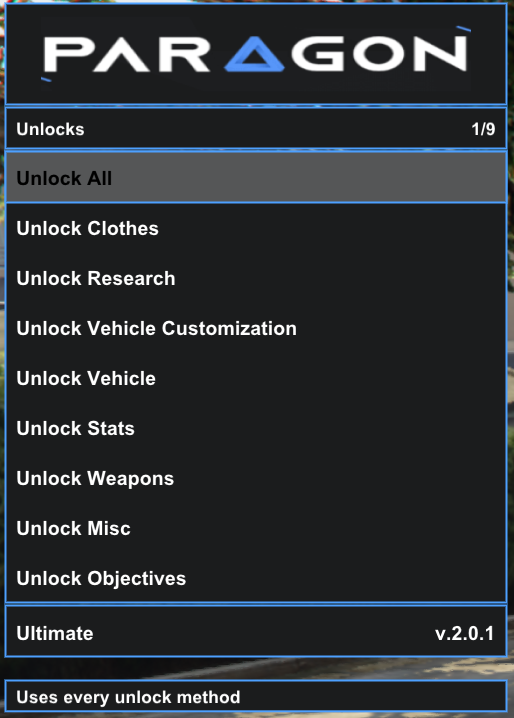 PARAGON
Unlocks 1/9
Unlock All
Unlock Clothes
Unlock Research
Unlock Vehicle Customization
Unlock Vehicle
Unlock Stats
Unlock Weapons
Unlock Misc
Unlock Objectives
Ultimate v.2.0.1
Uses every unlock method